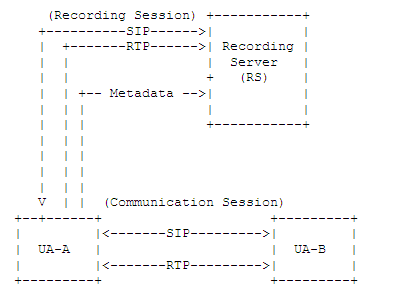 (Recording Session) +-----------+
+----------SIP------>|           |
|  +-------RTP------>| Recording |
|  |                 |  Server   |
|  |                 +   (RS)    |
|  | +-- Metadata -->|           |
|  | |               |           |
|  | |               +-----------+
|  | |
|  | |
|  | |
|  | |
V  | |  (Communication Session)
+--+------+                     +---------+
|         |<-------SIP--------->|         |
|  UA-A   |                     |  UA-B   |
|         |<-------RTP--------->|         |
+---------+                     +---------+